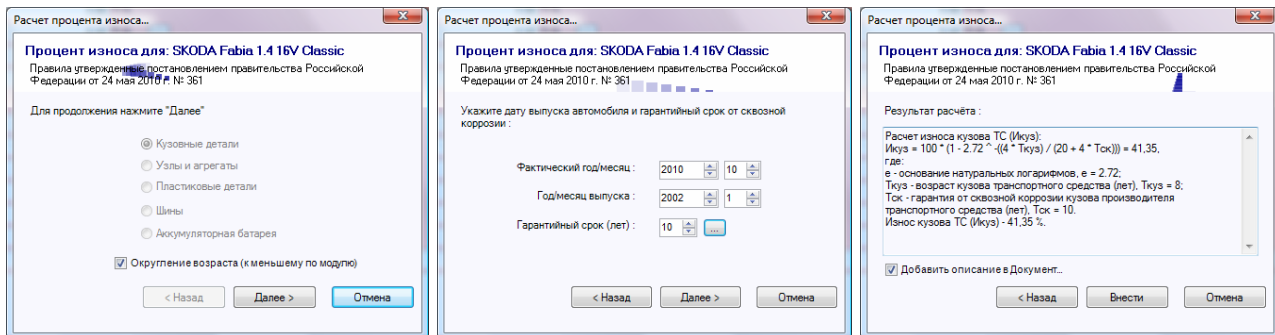 Расчет процента износа...
Процент износа для: SKODA Fabia 1.4 16V Classic
Правила утвержденные постановлением правительства Российской
Федерации от 24 мая 2010 г. №: 361
Для продолжения нажмите "Далее"
Кузовные детали
Узлы и агрегаты
Пластиковые детали
Шины
Аккумуляторная батарея
Округление возраста (к меньшему по модулю)
< Назад
Далее >
Отмена
Расчет процента износа...
Процент износа для: SKODA Fabia 1.4 16V Classic
Правила утвержденные постановлением правительства Российской
Федерации от 24 мая 2010 г. №: 361
Укажите дату выпуска автомобиля и гарантийный срок от сквозной
коррозии :
Фактический год/месяц : 2010 10
Год/месяц выпуска : 2002 1
Гарантийный срок (лет) : 10 ...
< Назад
Далее >
Отмена
Расчет процента износа...
Процент износа для: SKODA Fabia 1.4 16V Classic
Правила утвержденные постановлением правительства Российской
Федерации от 24 мая 2010 г. №: 361
Результат расчёта :
Расчет износа кузова ТС (Икуз):
Икуз = 100 * (1 - 2.72 ^ -((4 * Ткуз) / (20 + 4 * Тск))) = 41,35,
где:
е - основание натуральных логарифмов, е = 2.72;
Ткуз - возраст кузова транспортного средства (лет), Ткуз = 8;
Тск - гарантия от сквозной коррозии кузова производителя
транспортного средства (лет), Тск = 10.
Износ кузова ТС (Икуз) - 41,35 %.
Добавить описание в Документ...
< Назад
Внести
Отмена